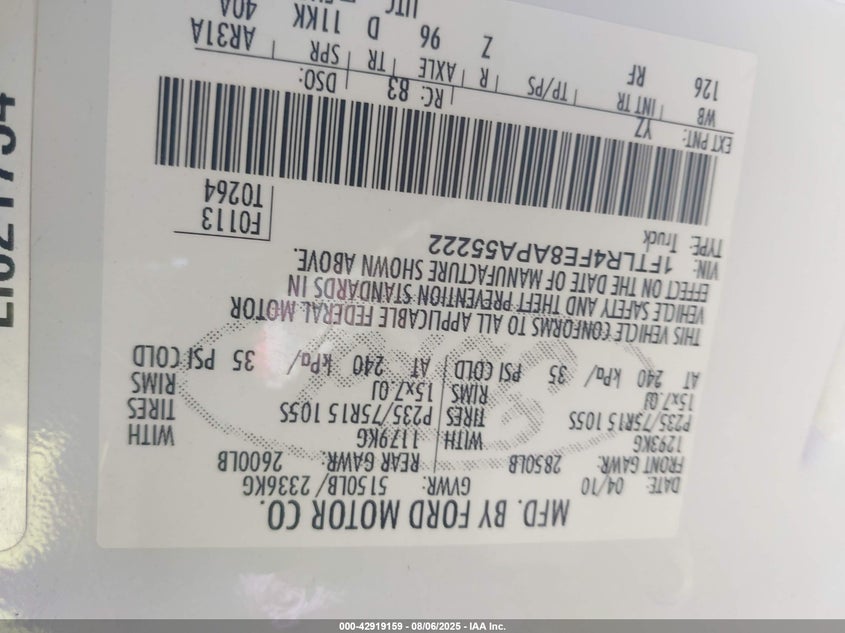 MFD. BY FORD MOTOR CO.
DATE: 04/10 GVWR: 5150LB/ 2336KG
FRONT GAWR: 2850LB REAR GAWR: 2600LB
1293KG WITH 1179KG WITH
P235/75R15 105S TIRES P235/75R15 105S TIRES
15x7.0J RIMS 15x7.0J RIMS
AT 240 kPa/ 35 PSI COLD AT 240 kPa/ 35 PSI COLD
THIS VEHICLE CONFORMS TO ALL APPLICABLE FEDERAL MOTOR
VEHICLE SAFETY AND THEFT PREVENTION STANDARDS IN
EFFECT ON THE DATE OF MANUFACTURE SHOWN ABOVE.
VIN: 1FTLR4FE8APA55222
TYPE: Truck
F0113
T0264
EXT PNT: YZ RC: 83 DSO:
WB INT TR TP/PS R AXLE TR SPR
126 RF Z 96 D 11KK AR31A
40A
UTC
000-42919159 - 08/06/2025 - IAA Inc.